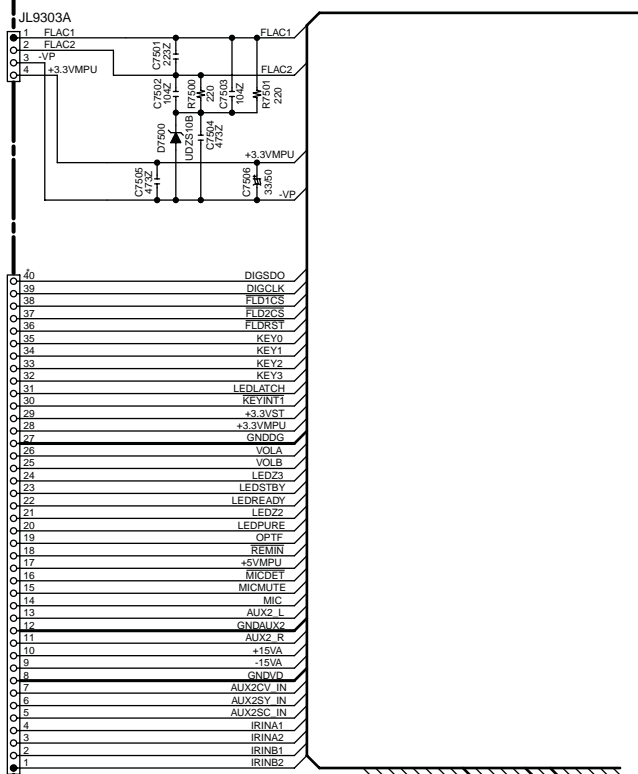 JL9303A
1 FLAC1 FLAC1
2 FLAC2 FLAC2
3 -VP
4 +3.3VMPU
C7501
223Z
C7502
104Z
R7500
220
C7503
104Z
R7501
220
D7500
UDZS10B
C7504
473Z
+3.3VMPU
C7505
473Z
C7506
33/50
-VP
40 DIGSDO
39 DIGCLK
38 FLD1CS
37 FLD2CS
36 FLDRST
35 KEY0
34 KEY1
33 KEY2
32 KEY3
31 LEDLATCH
30 KEYINT1
29 +3.3VST
28 +3.3VMPU
27 GNDDG
26 VOLA
25 VOLB
24 LEDZ3
23 LEDSTBY
22 LEDREADY
21 LEDZ2
20 LEDPURE
19 OPTF
18 REMIN
17 +5VMPU
16 MICDET
15 MICMUTE
14 MIC
13 AUX2_L
12 GNDAUX2
11 AUX2_R
10 +15VA
9 -15VA
8 GNDVD
7 AUX2CV_IN
6 AUX2SY_IN
5 AUX2SC_IN
4 IRINA1
3 IRINA2
2 IRINB1
1 IRINB2